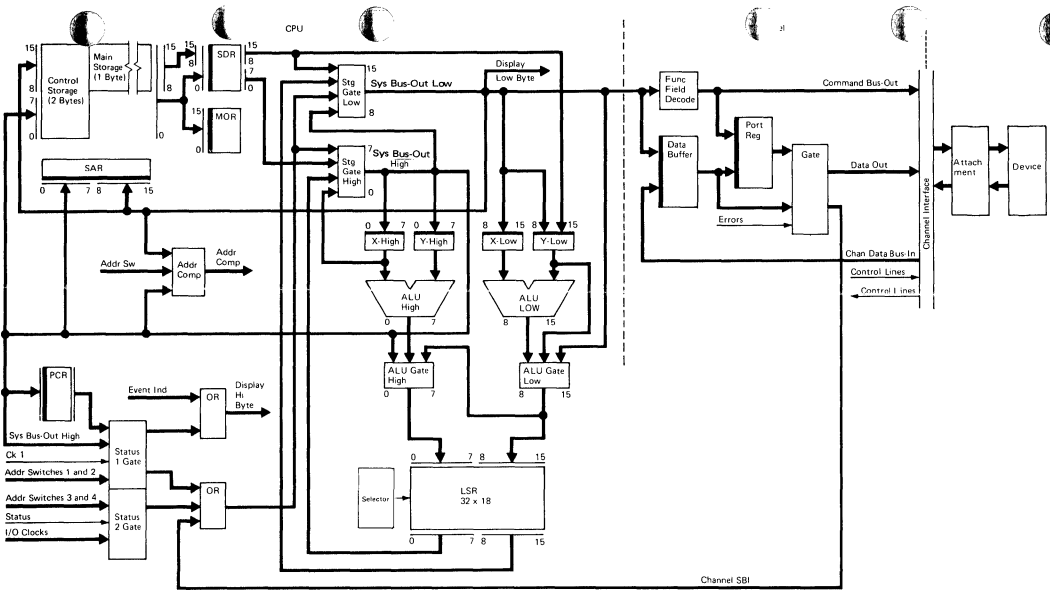 CPU
15
8
7
0
Control
Storage
(2 Bytes)
Main
Storage
(1 Byte)
15
8
0
15
8
0
SDR
15
8
7
0
15
0
MOR
SAR
0 7 8 15
15
Stg
Gate
Low
8
Sys Bus-Out Low
Display
Low Byte
7
Stg
Gate
High
0
Sys Bus-Out
High
0 7
X-High
0 7
Y-High
8 15
X-Low
8 15
Y-Low
ALU
High
0 7
ALU
LOW
8 15
ALU Gate
High
0 7
ALU Gate
Low
8 15
Addr Sw
Addr
Comp
Addr
Comp
PCR
Event Ind
OR
Display
Hi
Byte
Sys Bus-Out High
Ck 1
Addr Switches 1 and 2
Status
1 Gate
Addr Switches 3 and 4
Status
I/O Clocks
Status
2 Gate
OR
Selector
0 7 8 15
LSR
32 x 18
0 7 8 15
Func
Field
Decode
Command Bus-Out
Data
Buffer
Port
Reg
Gate
Data Out
Errors
Chan Data Bus-In
Control Lines
Control Lines
Channel Interface
Attach
ment
Device
Channel SBI